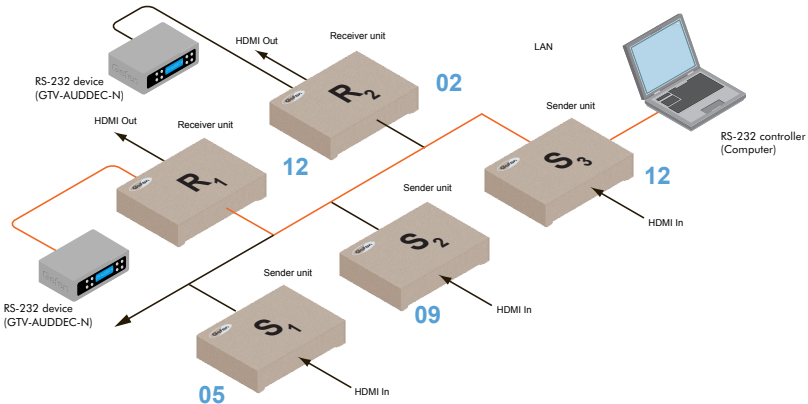 HDMI Out
Receiver unit
LAN
RS-232 device
(GTV-AUDDEC-N)
R2
02
Sender unit
RS-232 controller
(Computer)
HDMI Out
Receiver unit
R1
12
S3
12
Sender unit
HDMI In
S2
09
HDMI In
Sender unit
RS-232 device
(GTV-AUDDEC-N)
S1
05
HDMI In